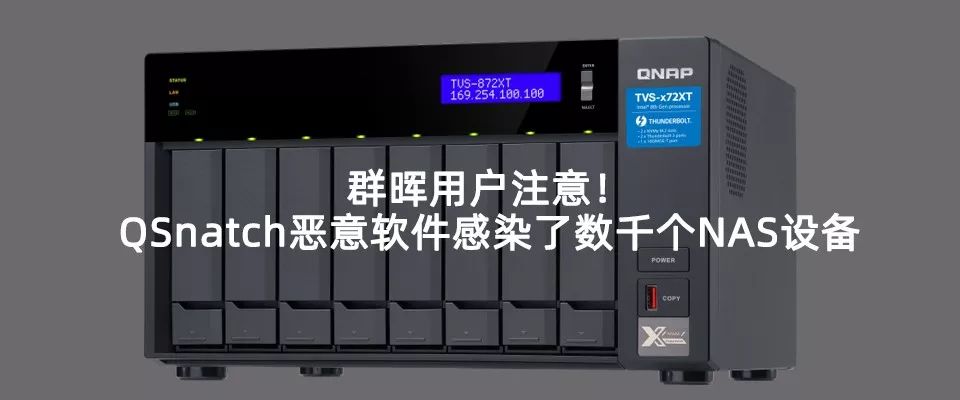 STATUS
LAN
USB
TVS-872XT
169.254.100.100
ENTER
SELECT
QNAP
TVS-x72XT
Intel® 8th Gen processor
THUNDERBOLT.
群晖用户注意！
QSnatch恶意软件感染了数千个NAS设备
POWER
COPY